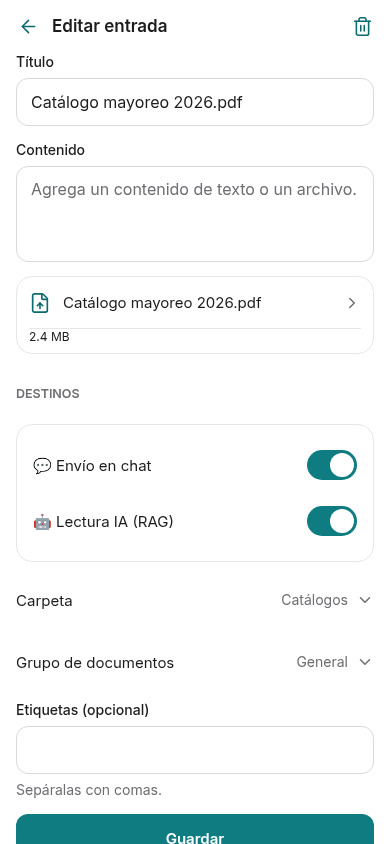 Editar entrada
Título
Catálogo mayoreo 2026.pdf
Contenido
Agrega un contenido de texto o un archivo.
Catálogo mayoreo 2026.pdf
2.4 MB
DESTINOS
💬 Envío en chat
🤖 Lectura IA (RAG)
Carpeta Catálogos
Grupo de documentos General
Etiquetas (opcional)
Sepáralas con comas.
Guardar